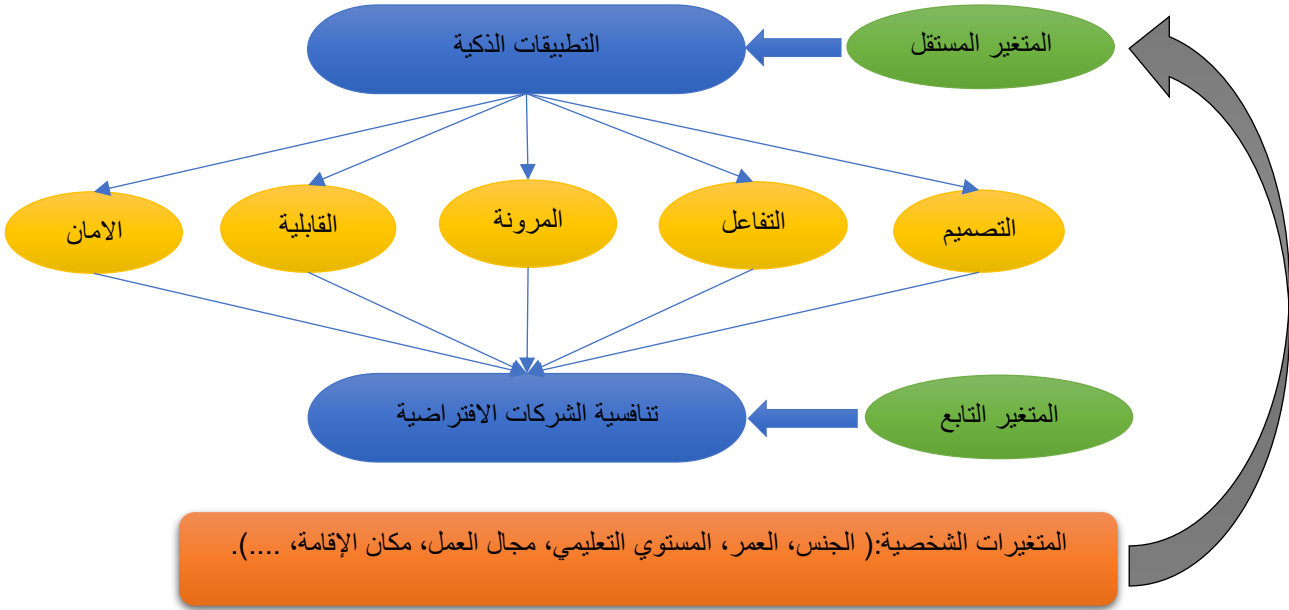 المتغير المستقل
التطبيقات الذكية
التصميم
التفاعل
المرونة
القابلية
الامان
المتغير التابع
تنافسية الشركات الافتراضية
المتغيرات الشخصية:( الجنس، العمر، المستوي التعليمي، مجال العمل، مكان الإقامة، ....).